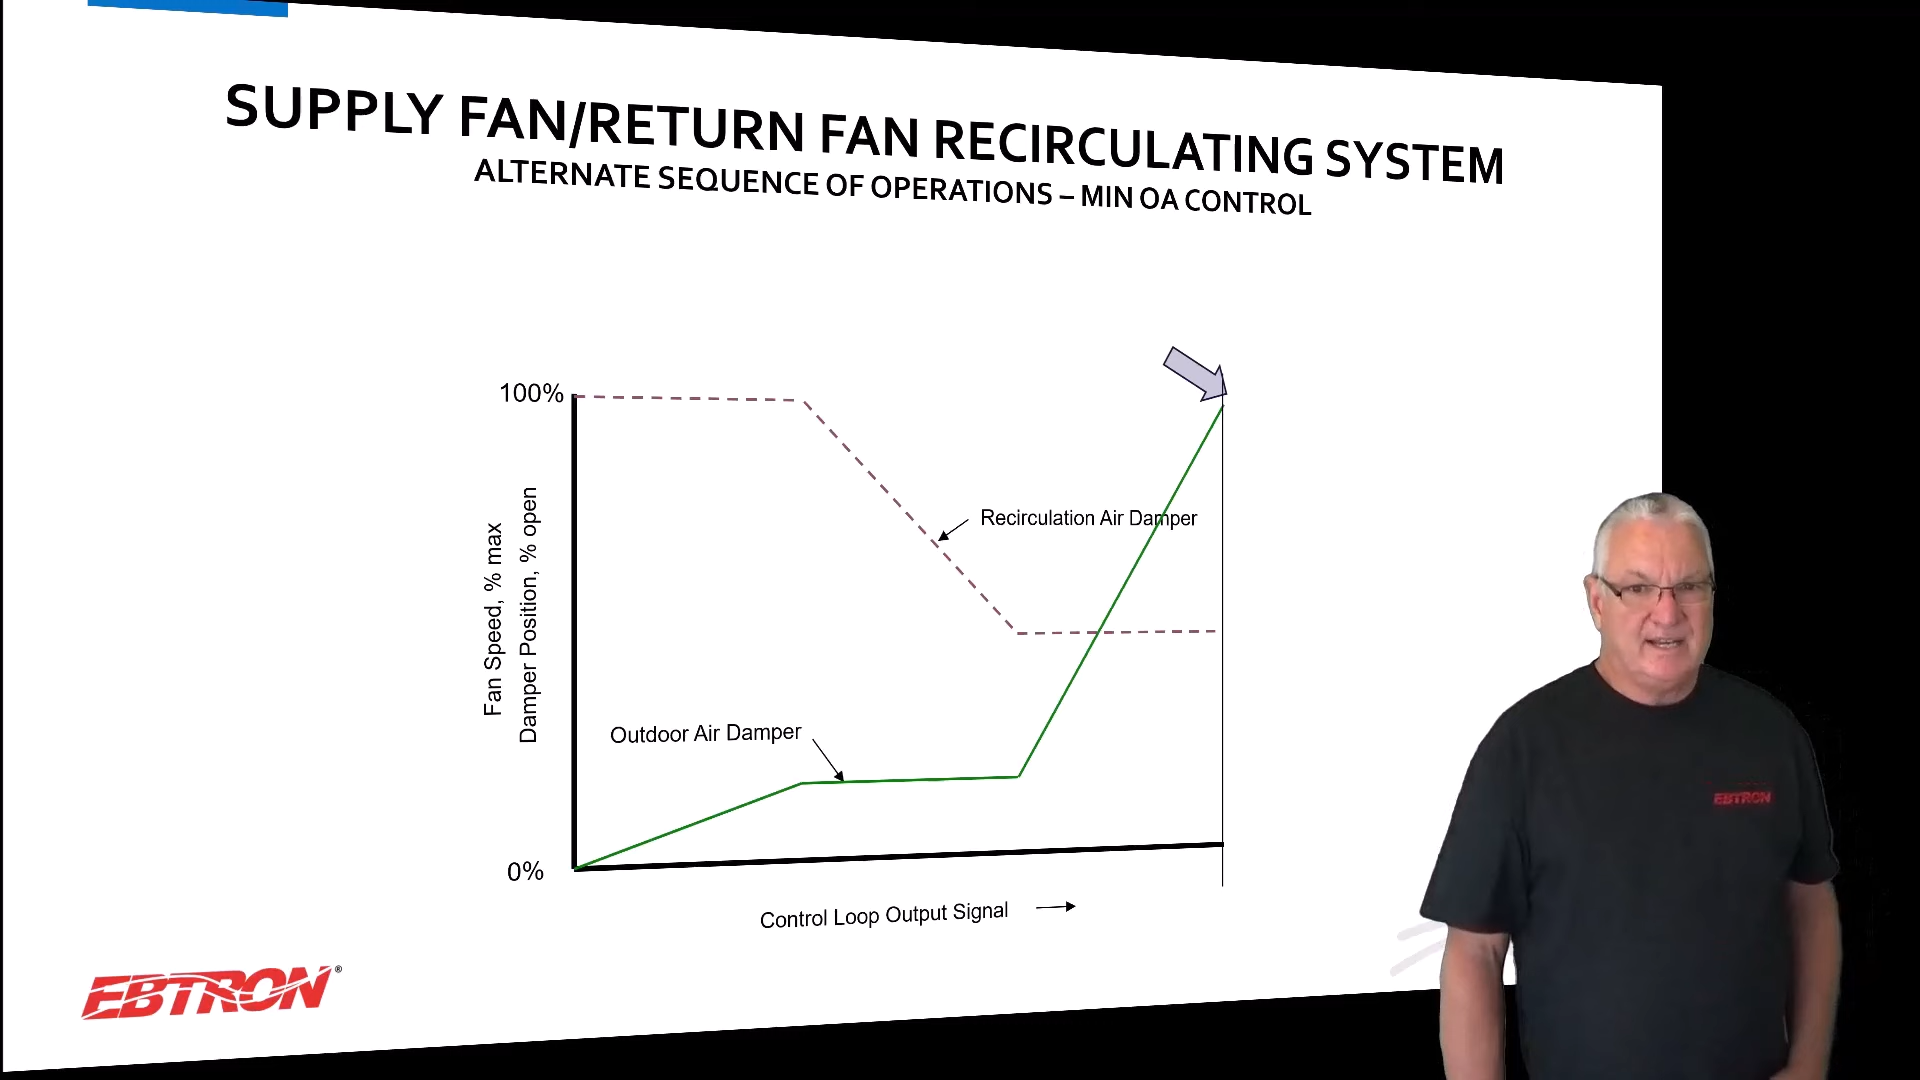 SUPPLY FAN/RETURN FAN RECIRCULATING SYSTEM
ALTERNATE SEQUENCE OF OPERATIONS – MIN OA CONTROL
100%
Recirculation Air Damper
Fan Speed, % max
Damper Position, % open
Outdoor Air Damper
0%
Control Loop Output Signal
EBTRON®
EBTRON